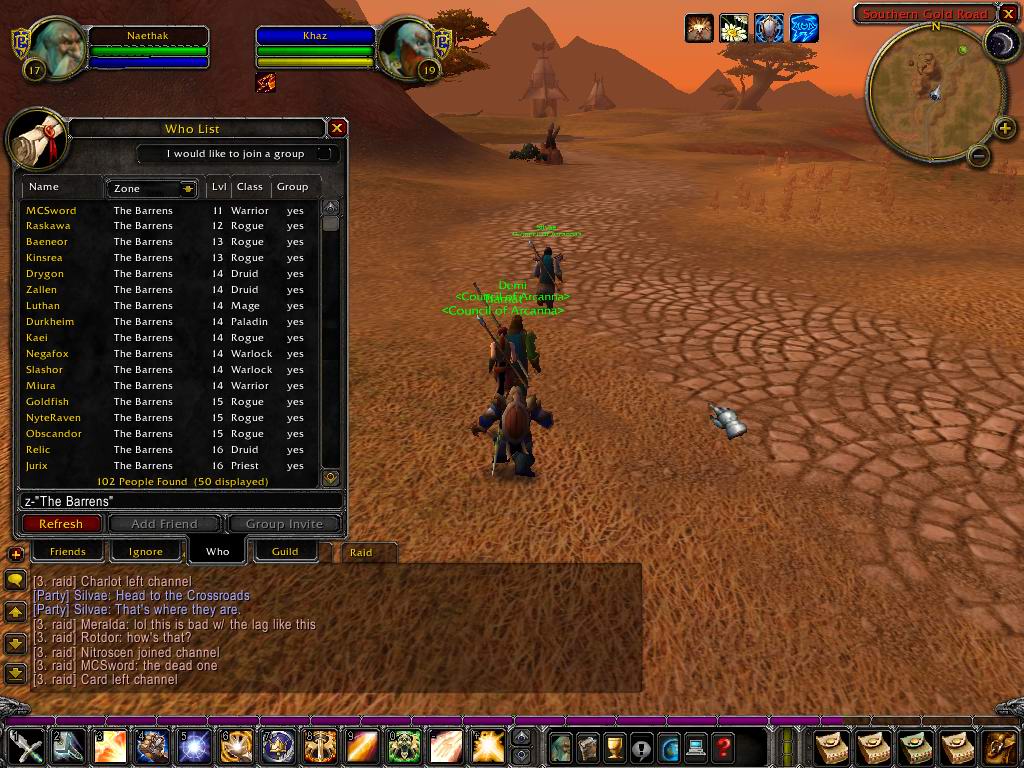 Naethak
17
Khaz
19
Southern Gold Road
N
Who List
I would like to join a group
Name Zone Lvl Class Group
MCSword The Barrens 11 Warrior yes
Raskawa The Barrens 12 Rogue yes
Baeneor The Barrens 13 Rogue yes
Kinsrea The Barrens 13 Rogue yes
Drygon The Barrens 14 Druid yes
Zallen The Barrens 14 Druid yes
Luthan The Barrens 14 Mage yes
Durkheim The Barrens 14 Paladin yes
Kaei The Barrens 14 Rogue yes
Negafox The Barrens 14 Warlock yes
Slashor The Barrens 14 Warlock yes
Miura The Barrens 14 Warrior yes
Goldfish The Barrens 15 Rogue yes
NyteRaven The Barrens 15 Rogue yes
Obscandor The Barrens 15 Rogue yes
Relic The Barrens 16 Druid yes
Jurix The Barrens 16 Priest yes
102 People Found (50 displayed)
z-"The Barrens"
Refresh Add Friend Group Invite
Friends Ignore Who Guild Raid
Silvae
Demi
<Council of Arcanna>
<Council of Arcanna>
[3. raid] Charlot left channel
[Party] Silvae: Head to the Crossroads
[Party] Silvae: That's where they are.
[3. raid] Meralda: lol this is bad w/ the lag like this
[3. raid] Rotdor: how's that?
[3. raid] Nitroscen joined channel
[3. raid] MCSword: the dead one
[3. raid] Card left channel
1 2 3 4 5 6 7 8 9